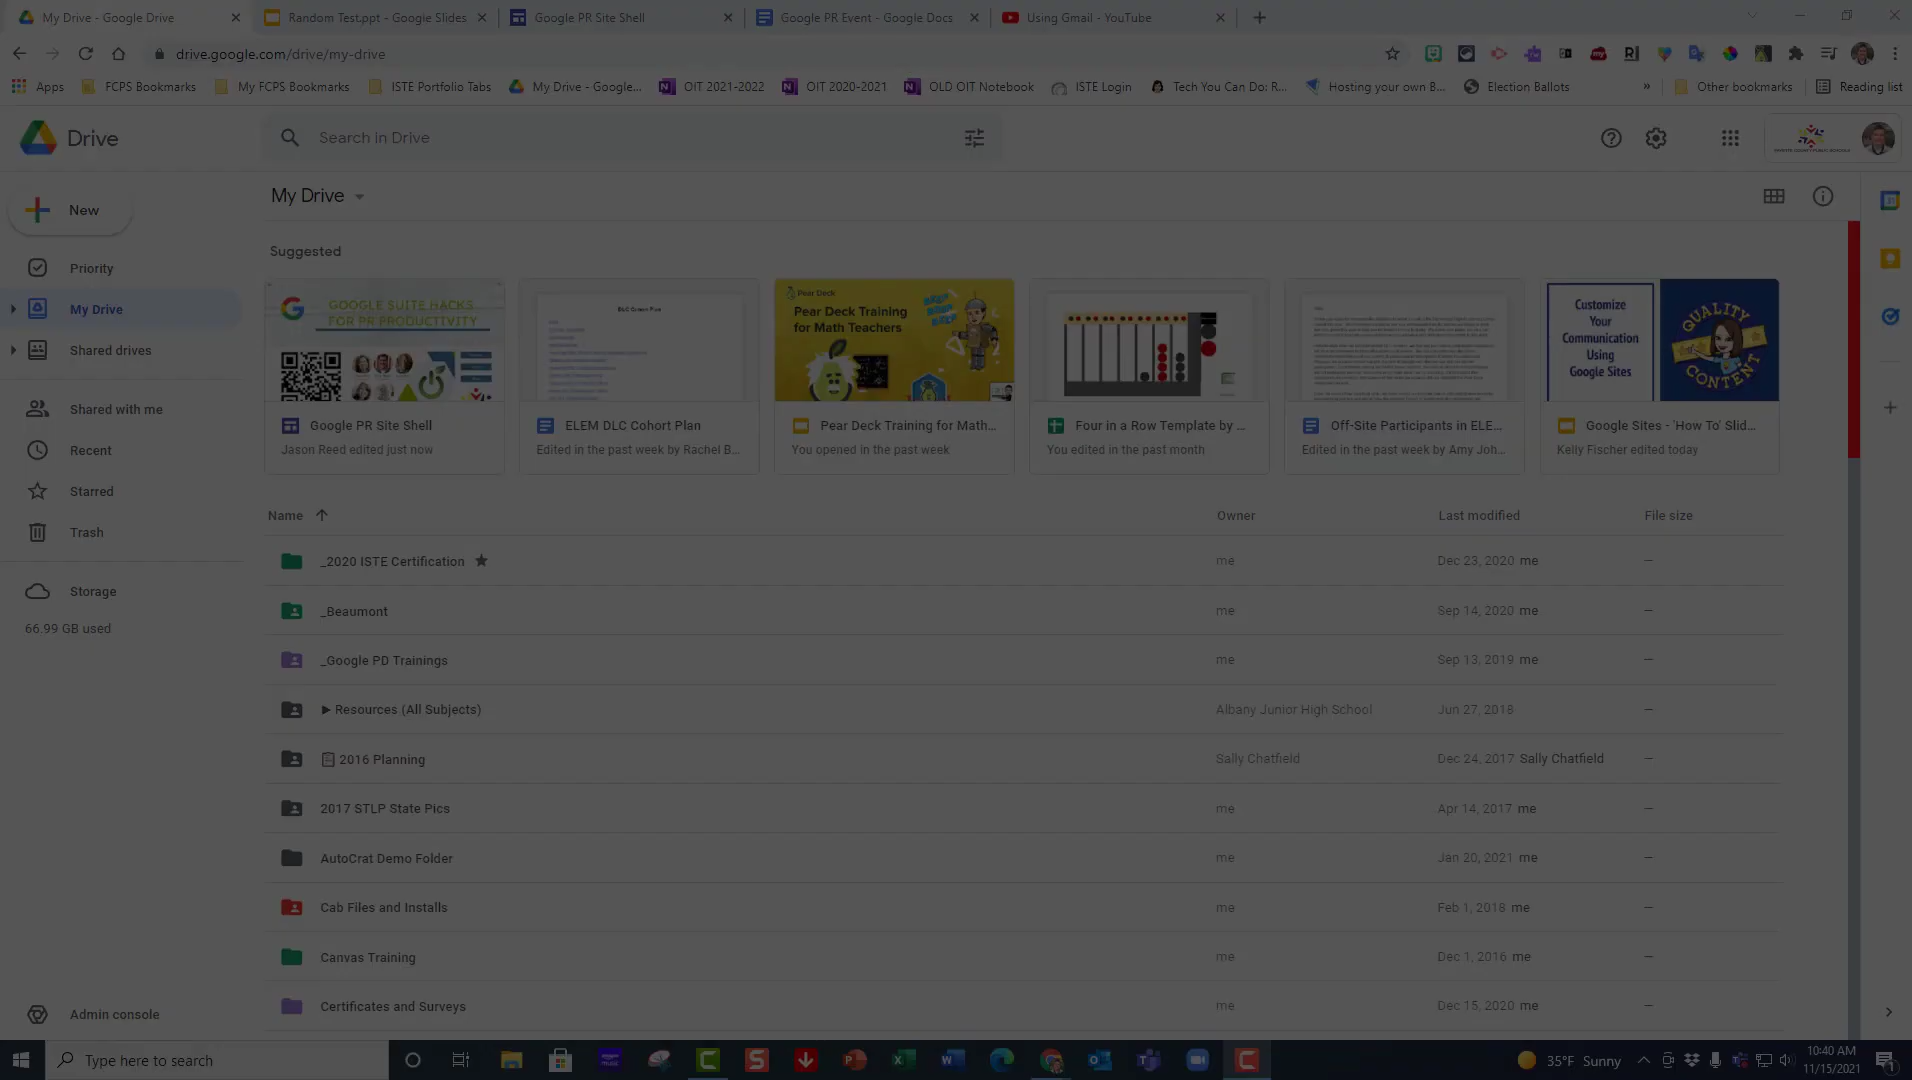 My Drive - Google Drive
Random Test.ppt - Google Slides
Google PR Site Shell
Google PR Event - Google Docs
Using Gmail - YouTube
drive.google.com/drive/my-drive
Apps
FCPS Bookmarks
My FCPS Bookmarks
ISTE Portfolio Tabs
My Drive - Google...
OIT 2021-2022
OIT 2020-2021
OLD OIT Notebook
ISTE Login
Tech You Can Do: R...
Hosting your own B...
Election Ballots
»
Other bookmarks
Reading list
Drive
Search in Drive
New
My Drive
Priority
My Drive
Shared drives
Shared with me
Recent
Starred
Trash
Storage
66.99 GB used
Admin console
Suggested
GOOGLE SUITE HACKS
FOR PR PRODUCTIVITY
Google PR Site Shell
Jason Reed edited just now
ELEM DLC Cohort Plan
Edited in the past week by Rachel B...
Pear Deck
Pear Deck Training
for Math Teachers
BEEP BEEP BEEP
Pear Deck Training for Math...
You opened in the past week
Four in a Row Template by ...
You edited in the past month
Off-Site Participants in ELE...
Edited in the past week by Amy Joh...
Customize
Your
Communication
Using
Google Sites
QUALITY
CONTENT
Google Sites - 'How To' Slid...
Kelly Fischer edited today
Name Owner Last modified File size
_2020 ISTE Certification me Dec 23, 2020 me —
_Beaumont me Sep 14, 2020 me —
_Google PD Trainings me Sep 13, 2019 me —
▶ Resources (All Subjects) Albany Junior High School Jun 27, 2018 —
📋 2016 Planning Sally Chatfield Dec 24, 2017 Sally Chatfield —
2017 STLP State Pics me Apr 14, 2017 me —
AutoCrat Demo Folder me Jan 20, 2021 me —
Cab Files and Installs me Feb 1, 2018 me —
Canvas Training me Dec 1, 2016 me —
Certificates and Surveys me Dec 15, 2020 me —
Type here to search
35°F Sunny
10:40 AM
11/15/2021